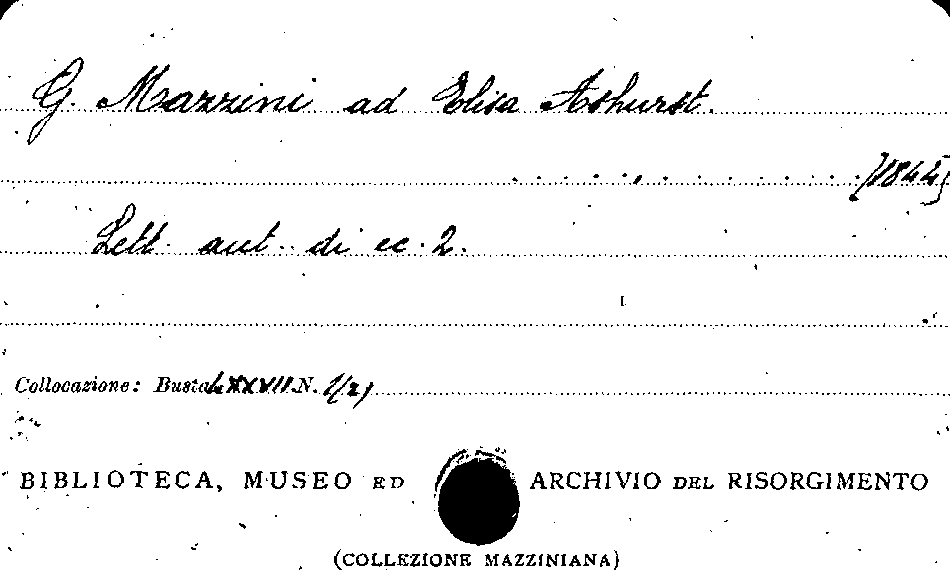 G. Mazzini ad Elisa Ashurst.
. . . . . , . . . . . . . . [1844]
Lett. aut. di cc. 2.
Collocazione: Busta LXXVII N. 1/2)
BIBLIOTECA, MUSEO ED ARCHIVIO DEL RISORGIMENTO
(COLLEZIONE MAZZINIANA)